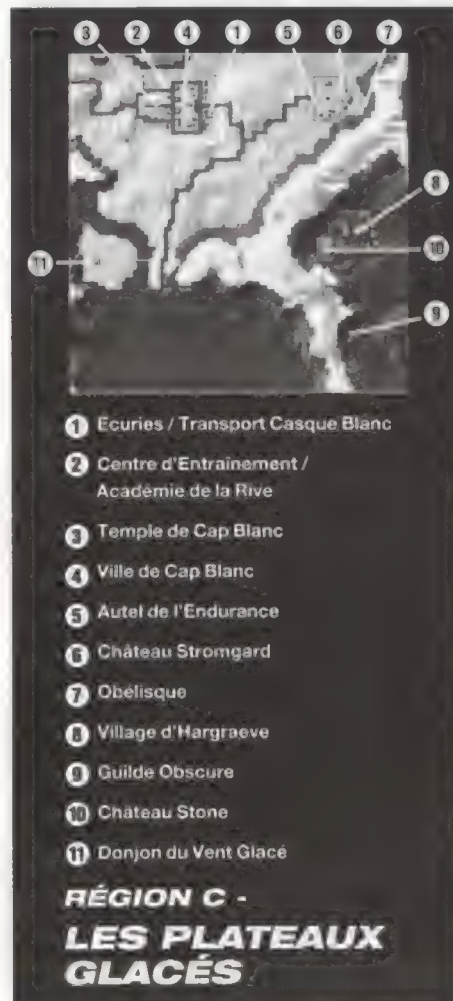 3 2 4 1 5 6 7
8
10
11
9
1 Ecuries / Transport Casque Blanc
2 Centre d'Entraînement /
Académie de la Rive
3 Temple de Cap Blanc
4 Ville de Cap Blanc
5 Autel de l'Endurance
6 Château Stromgard
7 Obélisque
8 Village d'Hargraeve
9 Guilde Obscure
10 Château Stone
11 Donjon du Vent Glacé
RÉGION C -
LES PLATEAUX
GLACÉS